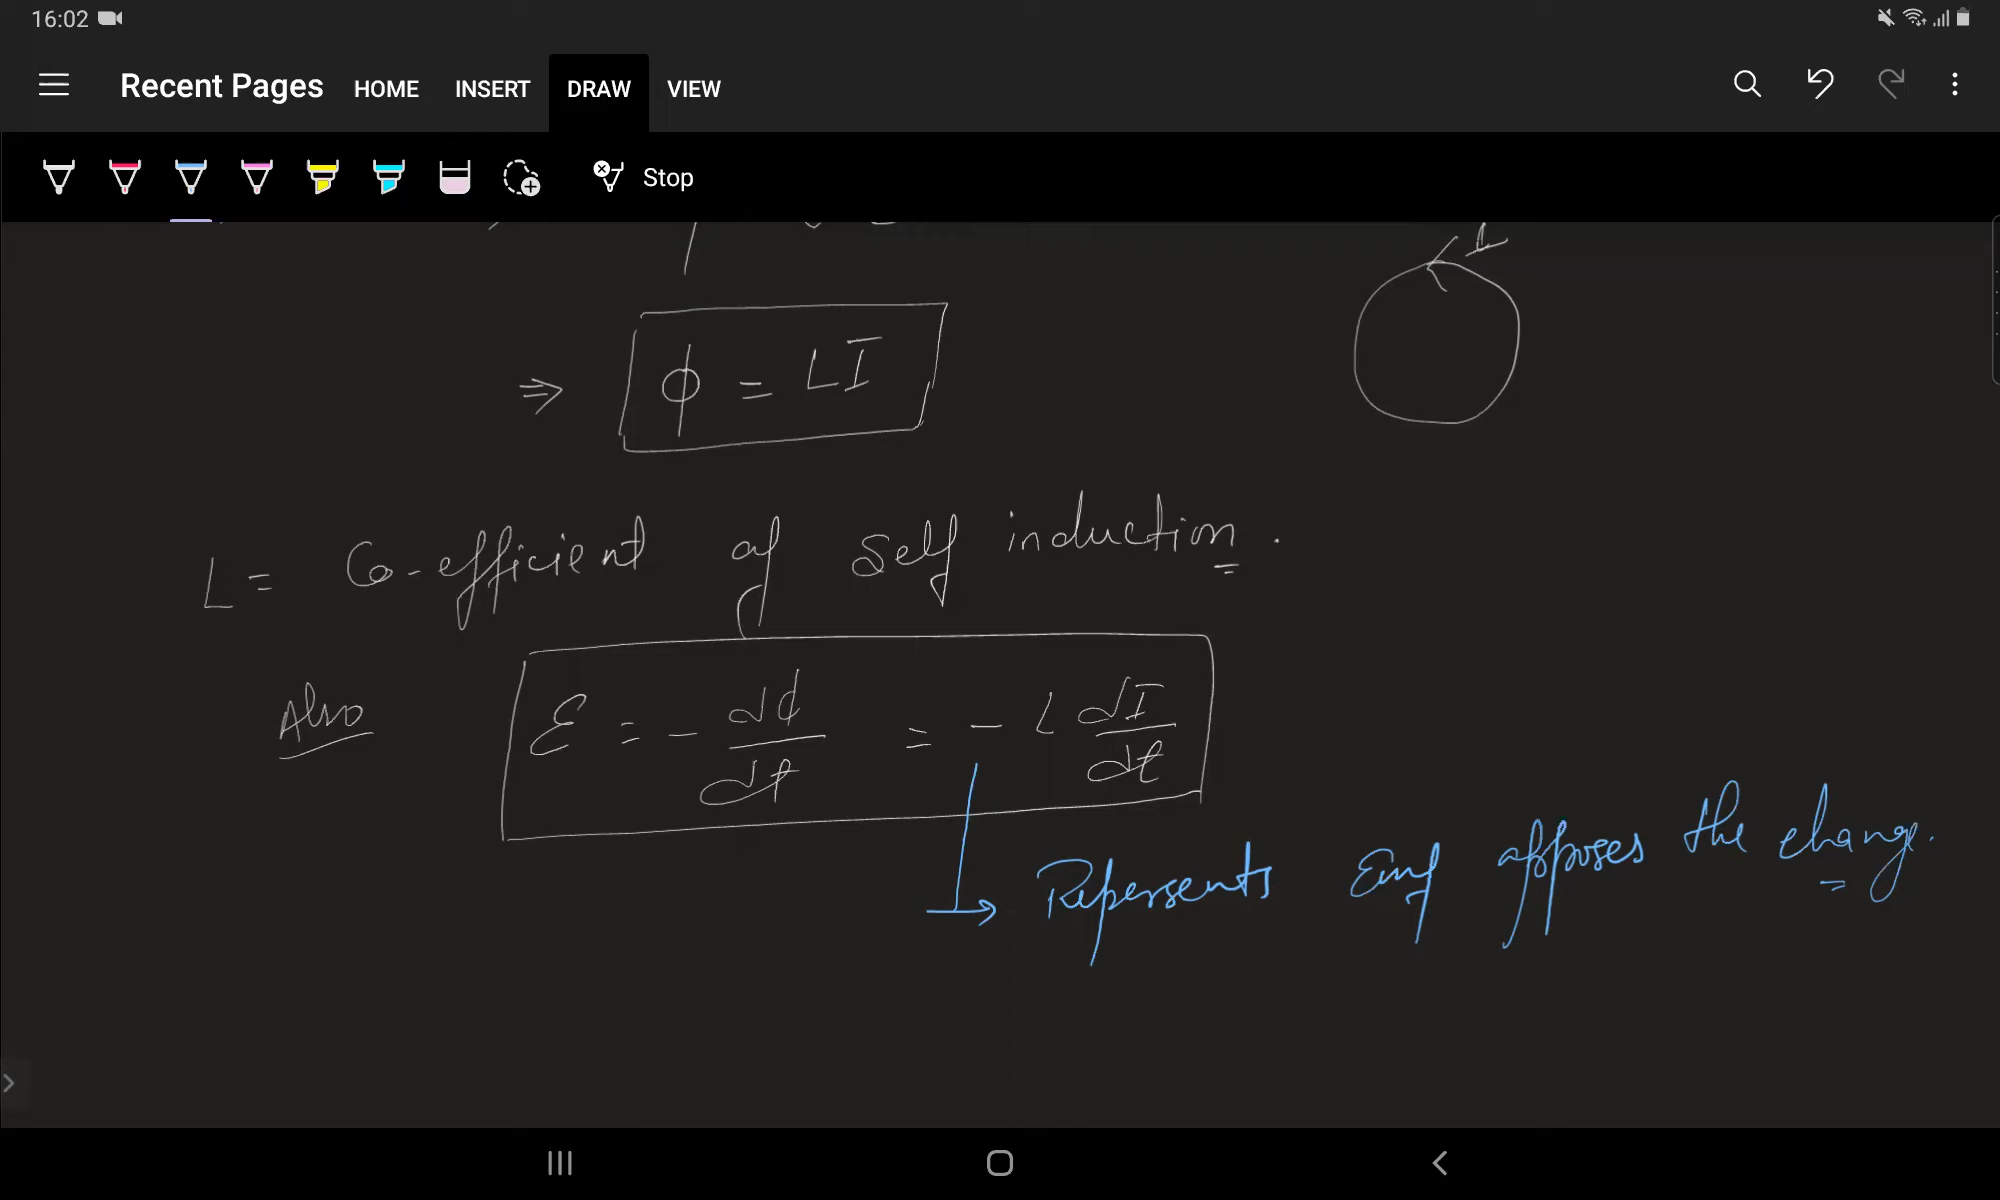 16:02
Recent Pages HOME INSERT DRAW VIEW
Stop
I
⇒ ϕ = LI
L = Co-efficient of self induction.
Also ℰ = - dϕ/dt = - L dI/dt
→ Repersents Emf opposes the change.